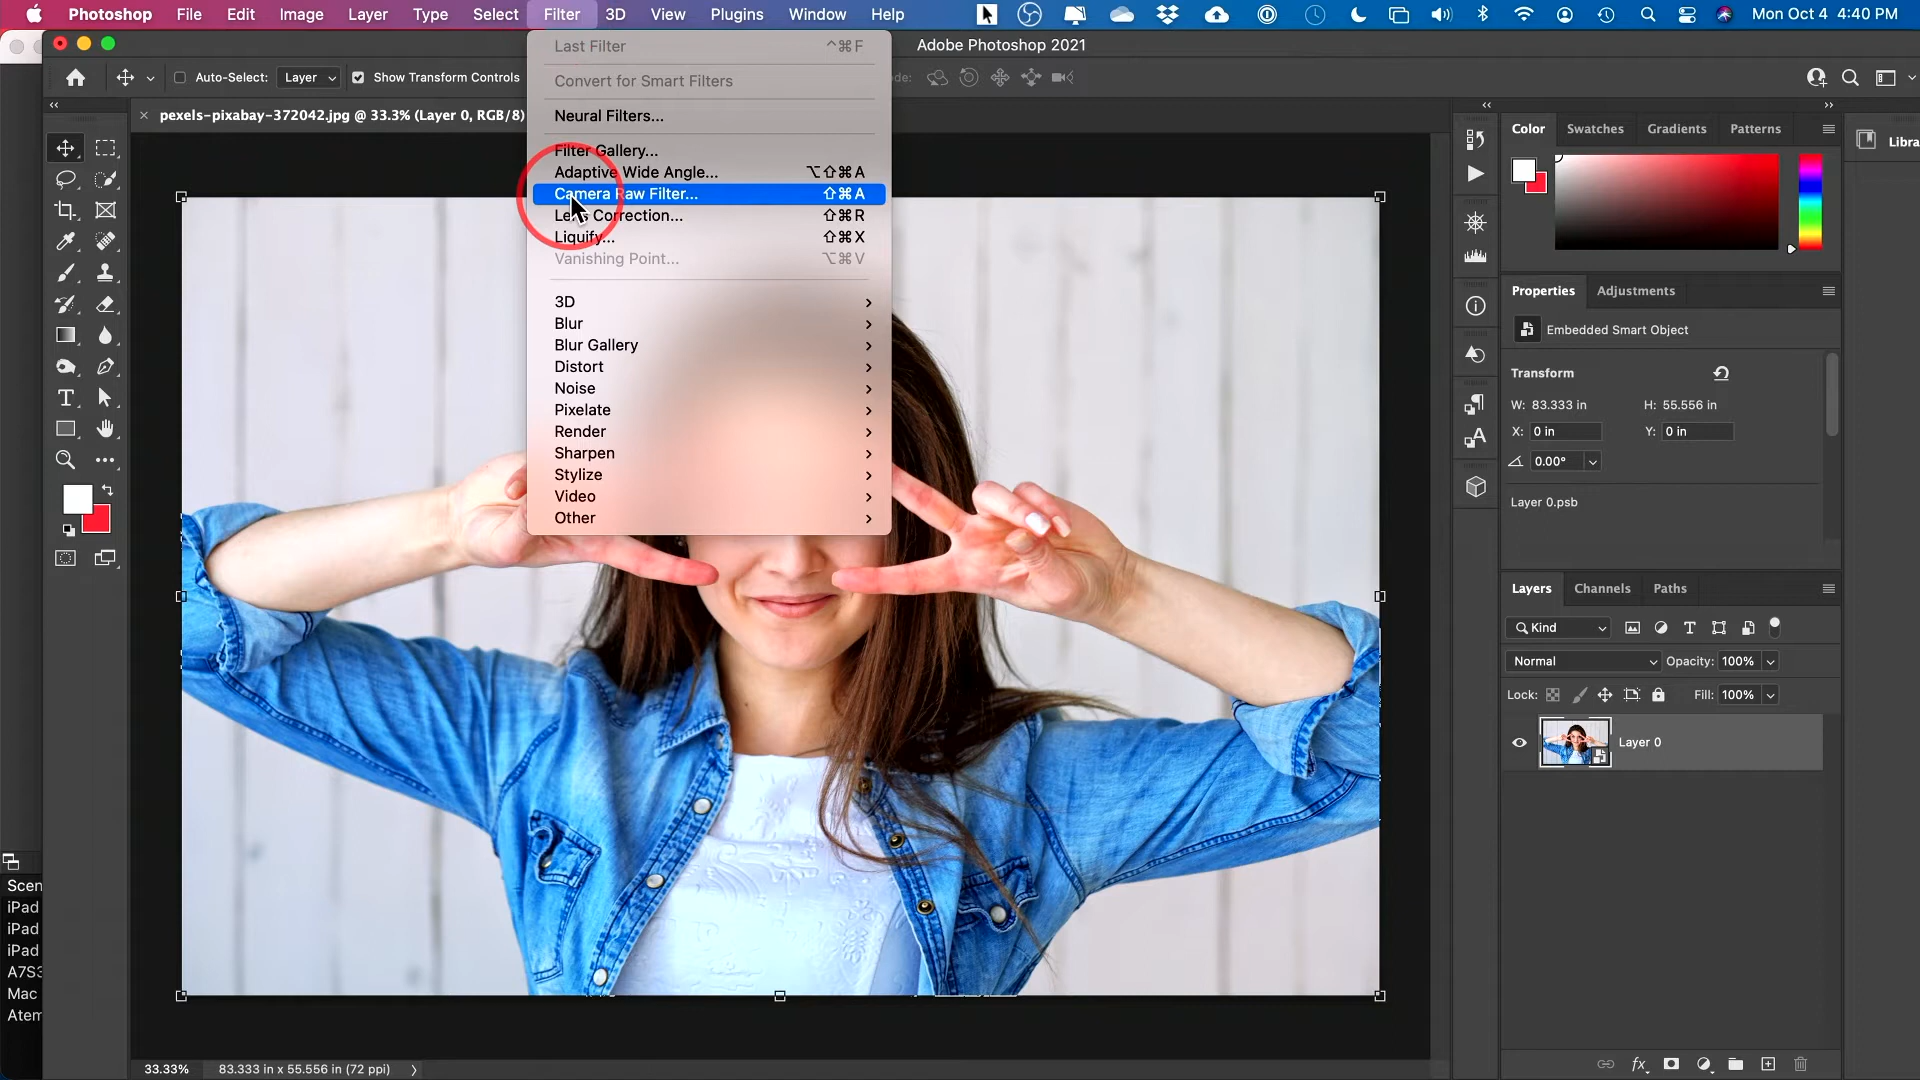 Photoshop File Edit Image Layer Type Select Filter 3D View Plugins Window Help Mon Oct 4 4:40 PM
Adobe Photoshop 2021
Auto-Select: Layer Show Transform Controls de:
pexels-pixabay-372042.jpg @ 33.3% (Layer 0, RGB/8)
Last Filter ^⌘F
Convert for Smart Filters
Neural Filters...
Filter Gallery...
Adaptive Wide Angle... ⌥⇧⌘A
Camera Raw Filter... ⇧⌘A
Lens Correction... ⇧⌘R
Liquify... ⇧⌘X
Vanishing Point... ⌥⌘V
3D
Blur
Blur Gallery
Distort
Noise
Pixelate
Render
Sharpen
Stylize
Video
Other
Color Swatches Gradients Patterns
Libra
Properties Adjustments
Embedded Smart Object
Transform
W: 83.333 in H: 55.556 in
X: 0 in Y: 0 in
0.00°
Layer 0.psb
Layers Channels Paths
Kind
Normal Opacity: 100%
Lock: Fill: 100%
Layer 0
fx
Scen
iPad
iPad
iPad
A7S3
Mac
Atem
33.33% 83.333 in x 55.556 in (72 ppi)